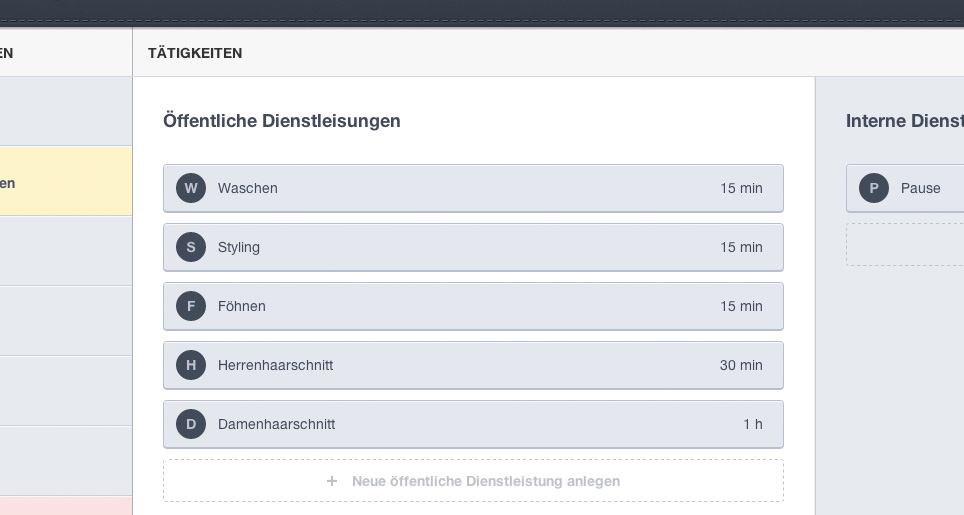 EN
TÄTIGKEITEN
en
Öffentliche Dienstleisungen
W Waschen 15 min
S Styling 15 min
F Föhnen 15 min
H Herrenhaarschnitt 30 min
D Damenhaarschnitt 1 h
+ Neue öffentliche Dienstleistung anlegen
Interne Dienst
P Pause